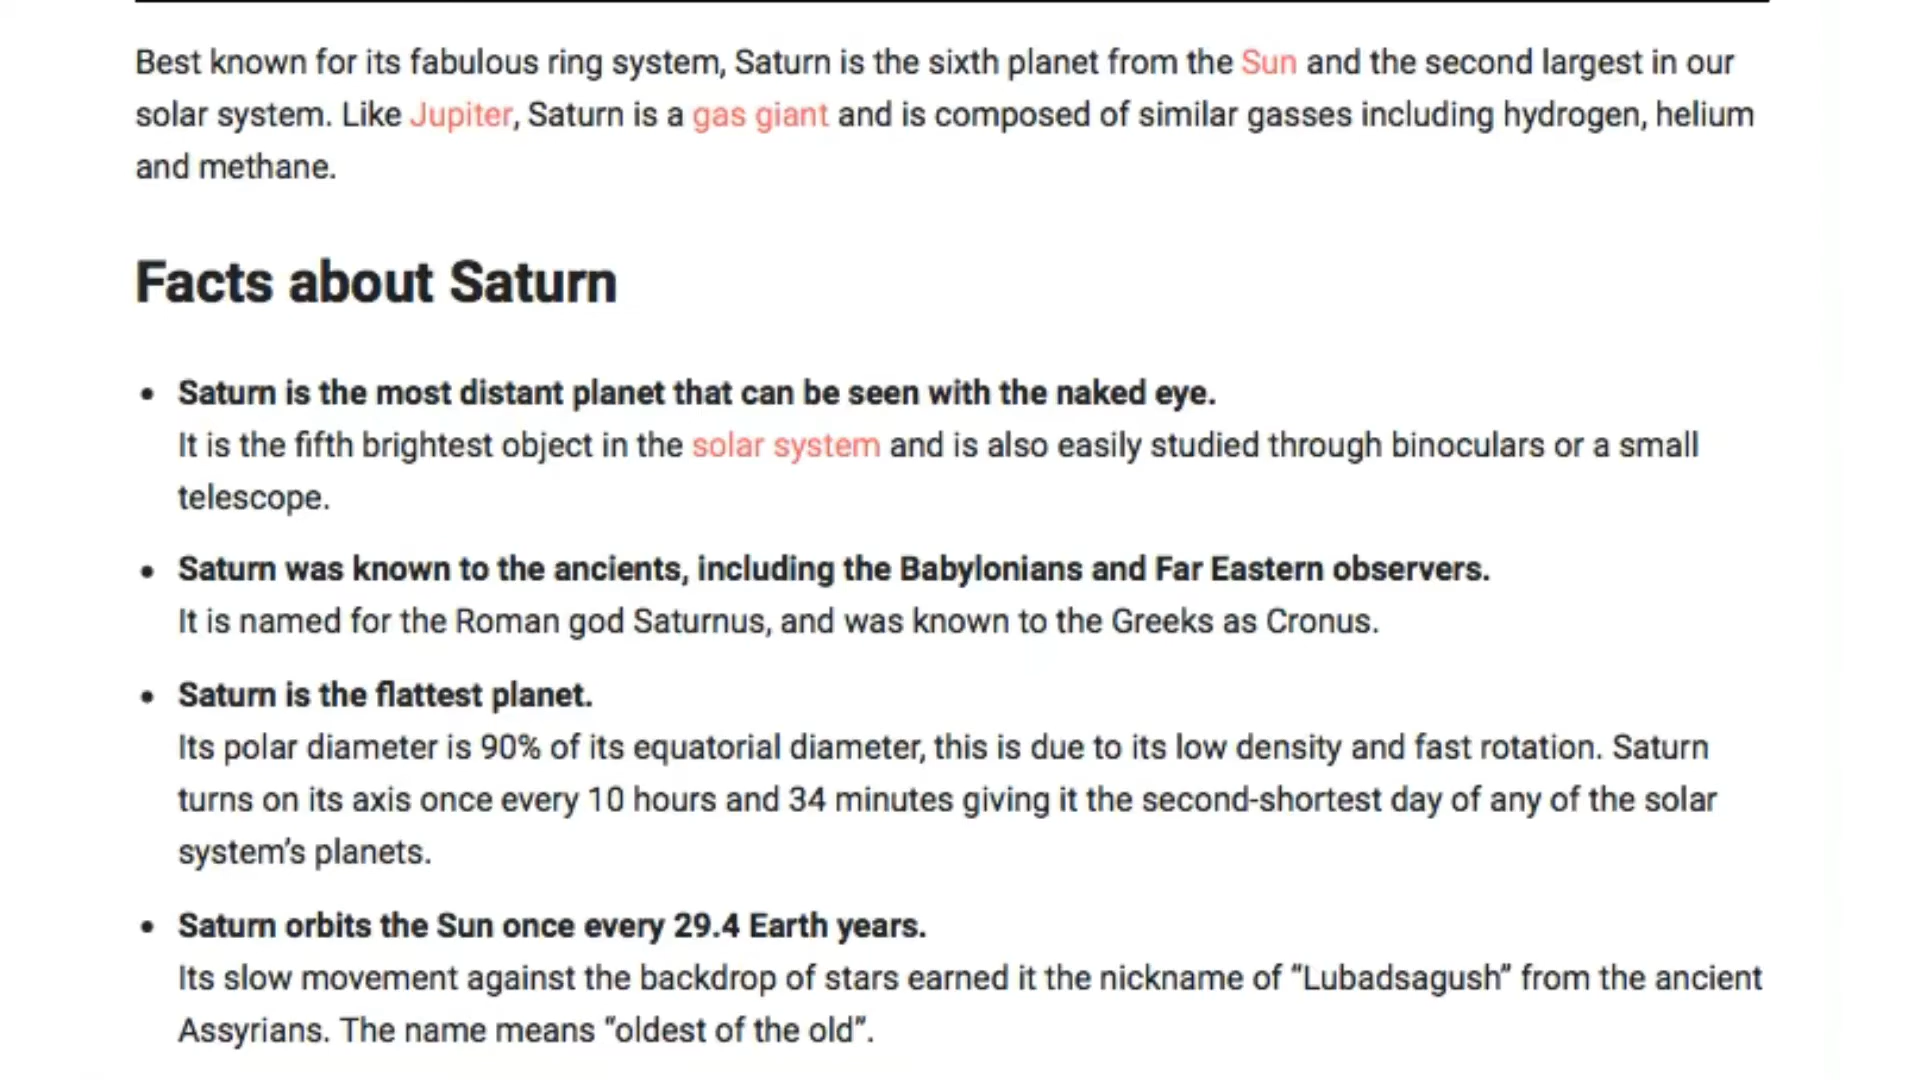 Best known for its fabulous ring system, Saturn is the sixth planet from the Sun and the second largest in our
solar system. Like Jupiter, Saturn is a gas giant and is composed of similar gasses including hydrogen, helium
and methane.
Facts about Saturn
• Saturn is the most distant planet that can be seen with the naked eye.
It is the fifth brightest object in the solar system and is also easily studied through binoculars or a small
telescope.
• Saturn was known to the ancients, including the Babylonians and Far Eastern observers.
It is named for the Roman god Saturnus, and was known to the Greeks as Cronus.
• Saturn is the flattest planet.
Its polar diameter is 90% of its equatorial diameter, this is due to its low density and fast rotation. Saturn
turns on its axis once every 10 hours and 34 minutes giving it the second-shortest day of any of the solar
system’s planets.
• Saturn orbits the Sun once every 29.4 Earth years.
Its slow movement against the backdrop of stars earned it the nickname of “Lubadsagush” from the ancient
Assyrians. The name means “oldest of the old”.